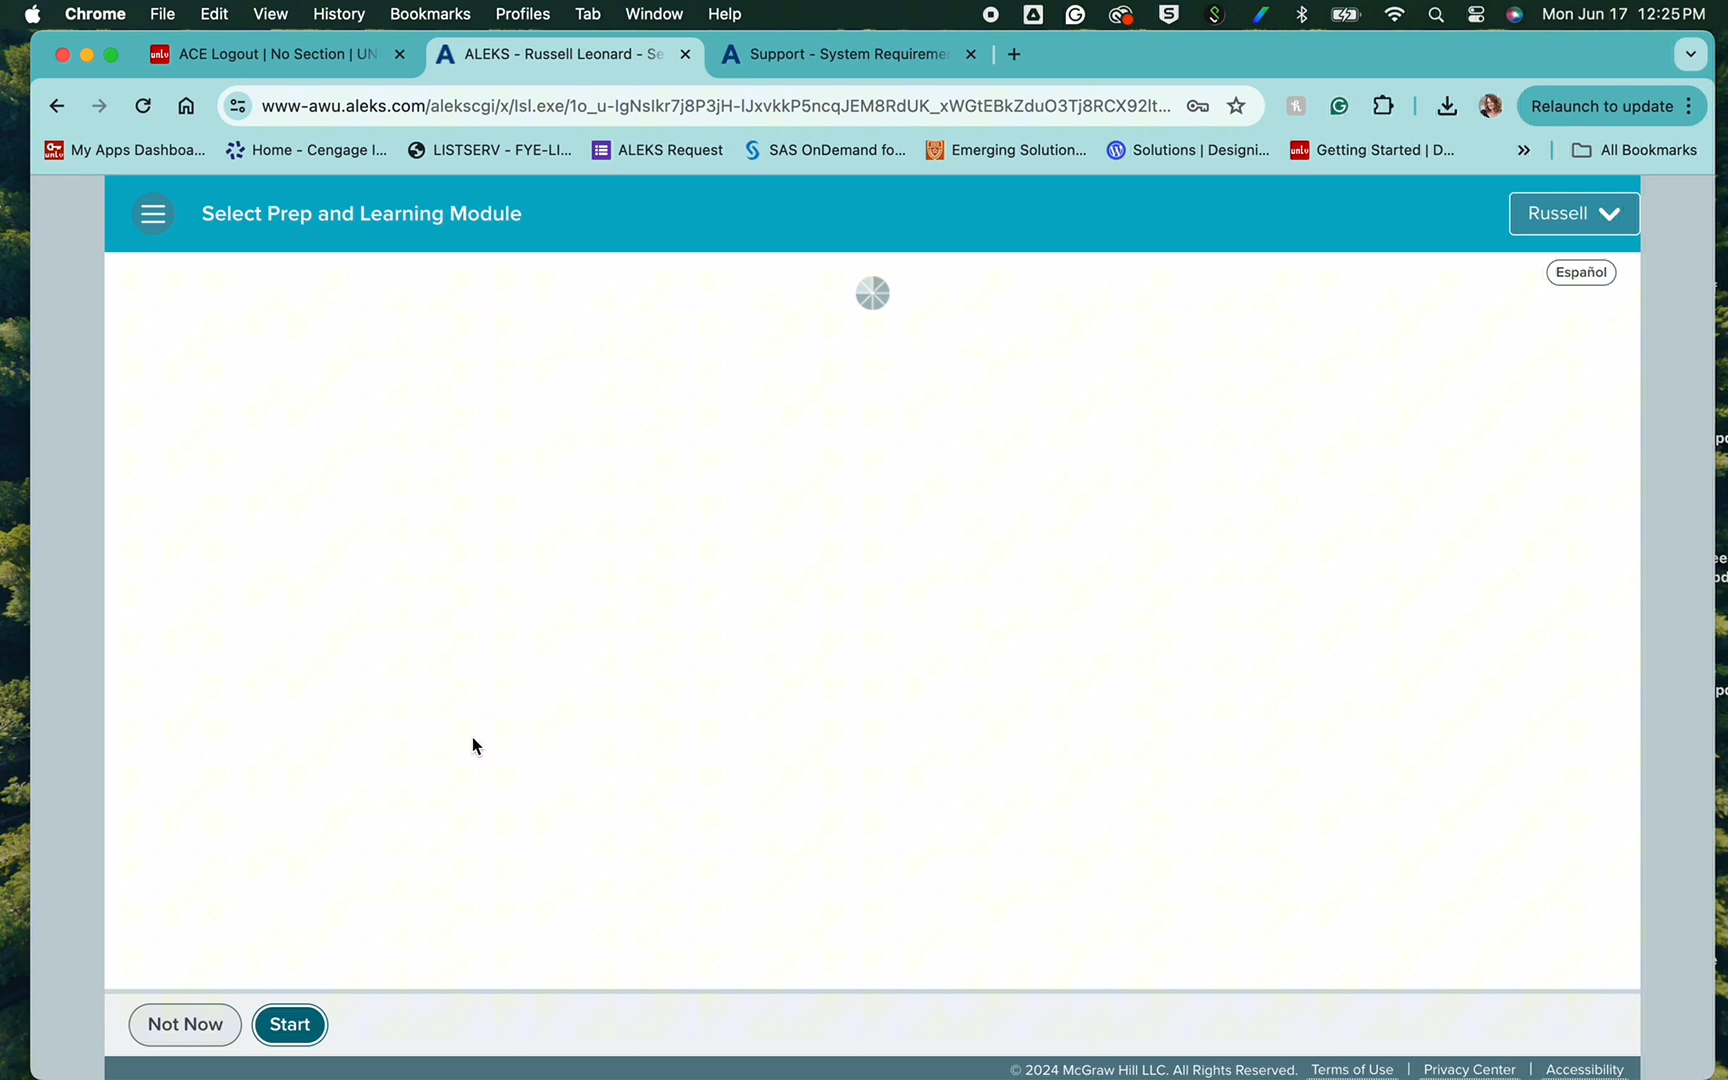 Chrome File Edit View History Bookmarks Profiles Tab Window Help Mon Jun 17 12:25 PM
ACE Logout | No Section | UN ALEKS - Russell Leonard - Se Support - System Requireme
www-awu.aleks.com/alekscgi/x/Isl.exe/1o_u-IgNsIkr7j8P3jH-IJxvkkP5ncqJEM8RdUK_xWGtEBkZduO3Tj8RCX92It... Relaunch to update
My Apps Dashboa... Home - Cengage I... LISTSERV - FYE-LI... ALEKS Request SAS OnDemand fo... Emerging Solution... Solutions | Designi... Getting Started | D... All Bookmarks
Select Prep and Learning Module Russell
Español
Not Now Start
© 2024 McGraw Hill LLC. All Rights Reserved. Terms of Use | Privacy Center | Accessibility